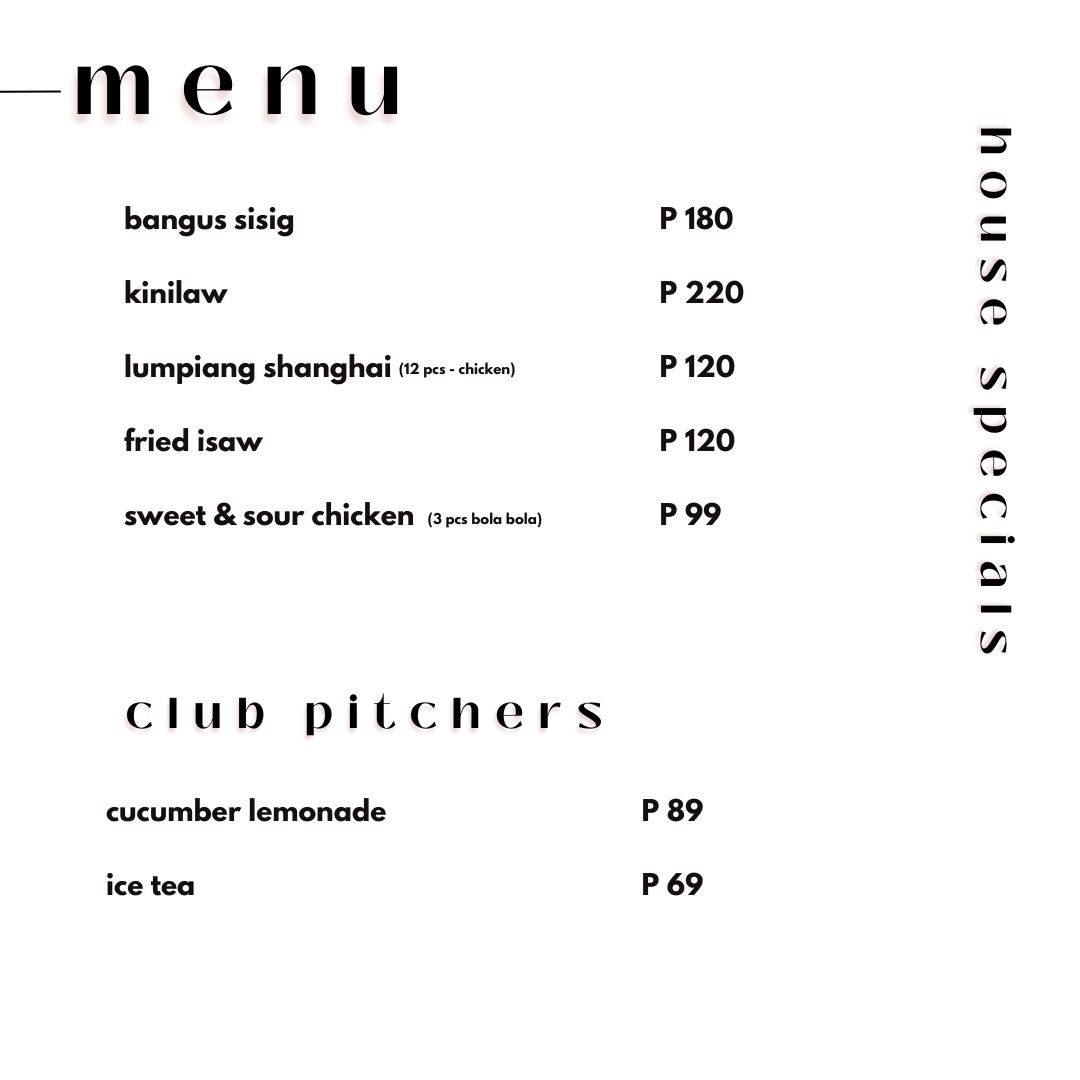 menu
house specials
bangus sisig P 180
kinilaw P 220
lumpiang shanghai (12 pcs - chicken) P 120
fried isaw P 120
sweet & sour chicken (3 pcs bola bola) P 99
club pitchers
cucumber lemonade P 89
ice tea P 69